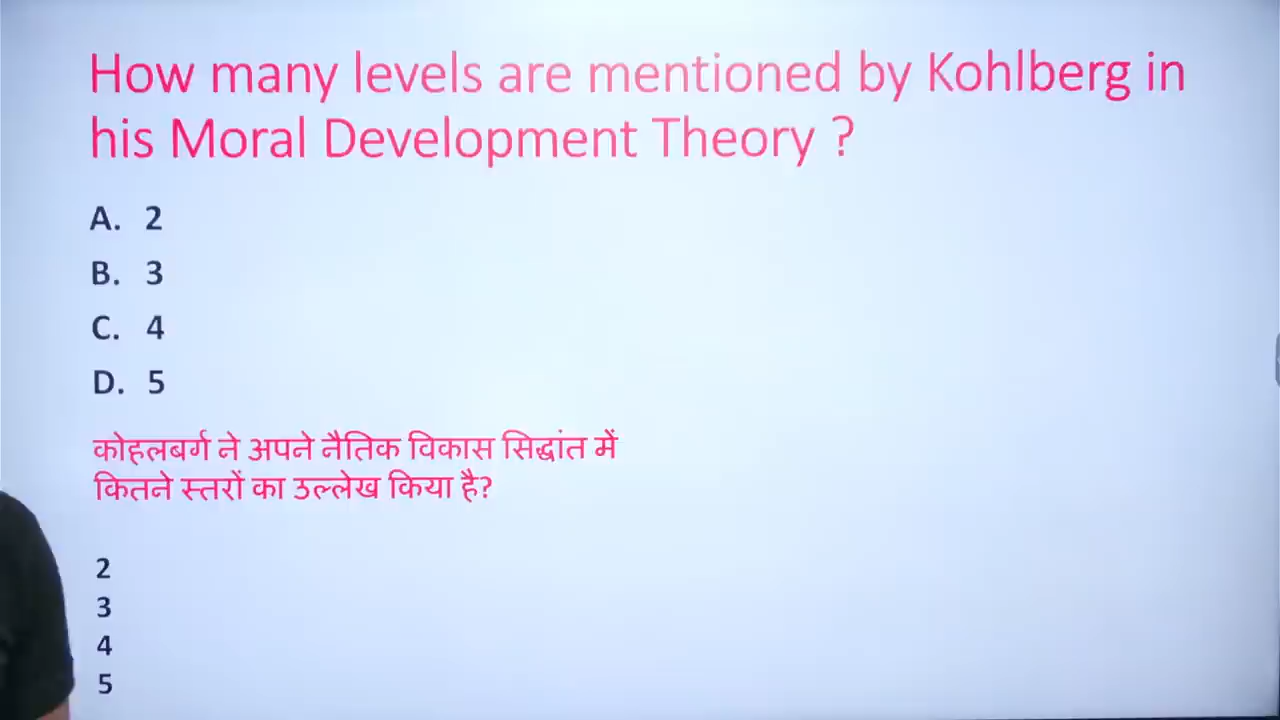 How many levels are mentioned by Kohlberg in
his Moral Development Theory ?
A. 2
B. 3
C. 4
D. 5
कोहलबर्ग ने अपने नैतिक विकास सिद्धांत में
कितने स्तरों का उल्लेख किया है?
2
3
4
5